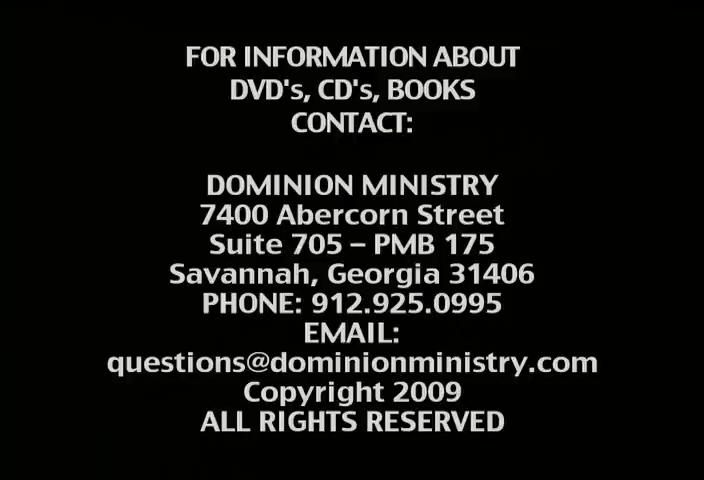 FOR INFORMATION ABOUT
DVD's, CD's, BOOKS
CONTACT:
DOMINION MINISTRY
7400 Abercorn Street
Suite 705 – PMB 175
Savannah, Georgia 31406
PHONE: 912.925.0995
EMAIL:
questions@dominionministry.com
Copyright 2009
ALL RIGHTS RESERVED